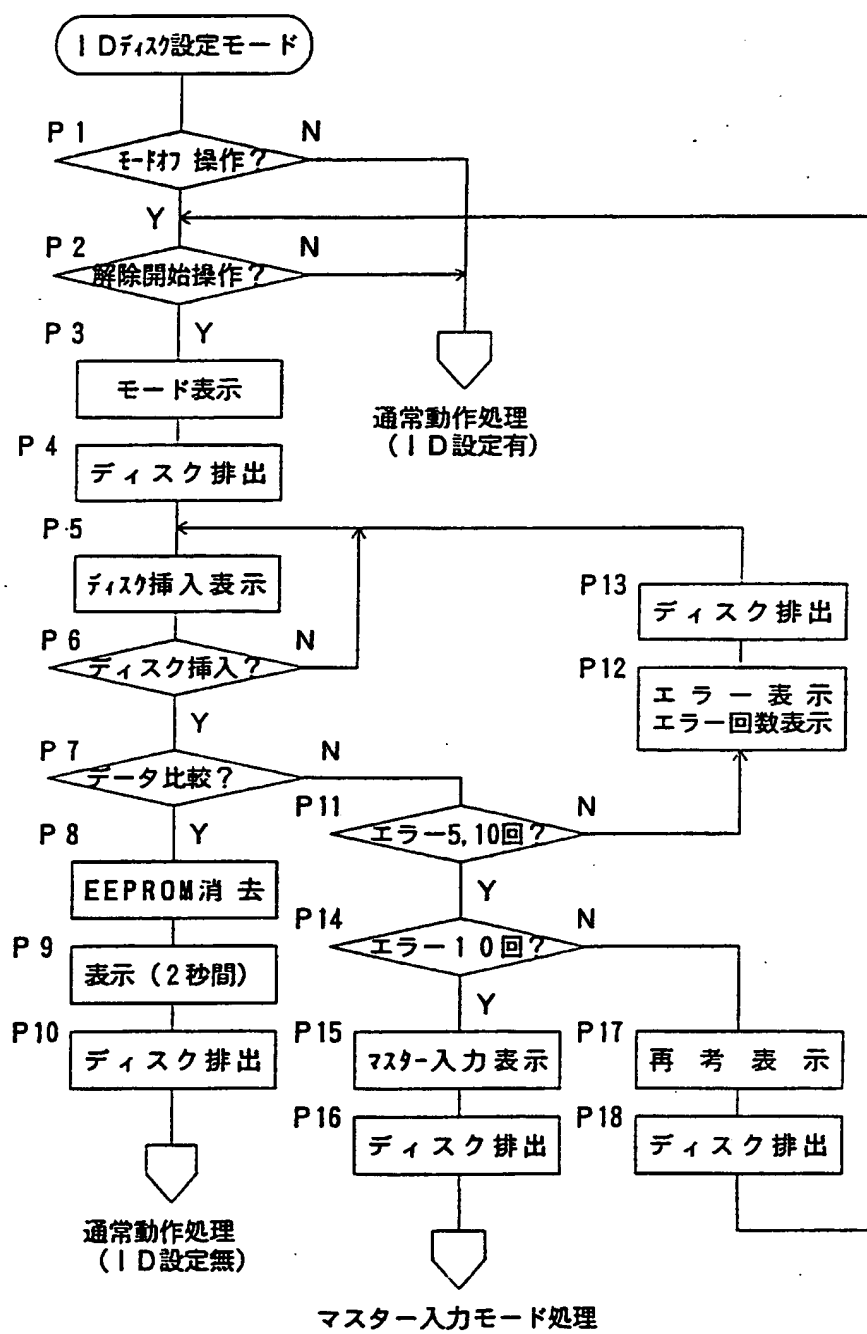 IDディスク設定モード
P1
N
モードオフ 操作?
Y
P2
N
解除開始操作?
P3
Y
モード表示
通常動作処理
(ID設定有)
P4
ディスク排出
P5
ディスク挿入表示
P6
N
ディスク挿入?
Y
P13
ディスク排出
P12
エラー表示
エラー回数表示
P7
N
データ比較?
P8
Y
P11
N
エラー5,10回?
Y
EEPROM消去
P14
N
エラー10回?
Y
P9
表示(2秒間)
P10
ディスク排出
P15
マスター入力表示
P17
再考表示
P16
ディスク排出
P18
ディスク排出
通常動作処理
(ID設定無)
マスター入力モード処理